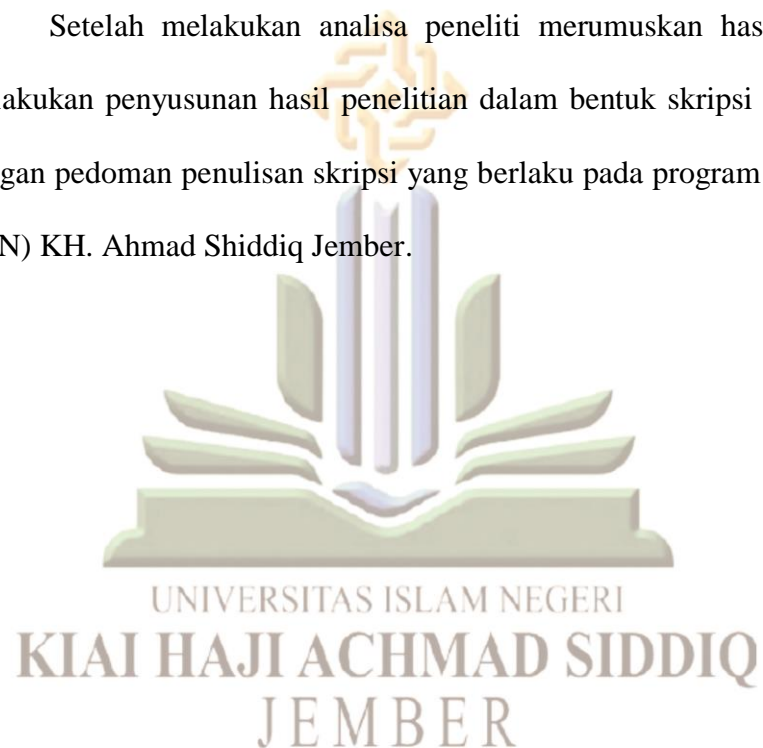 Setelah melakukan analisa peneliti merumuskan has
lakukan penyusunan hasil penelitian dalam bentuk skripsi
gan pedoman penulisan skripsi yang berlaku pada program
N) KH. Ahmad Shiddiq Jember.
UNIVERSITAS ISLAM NEGERI
KIAI HAJI ACHMAD SIDDIQ
JEMBER